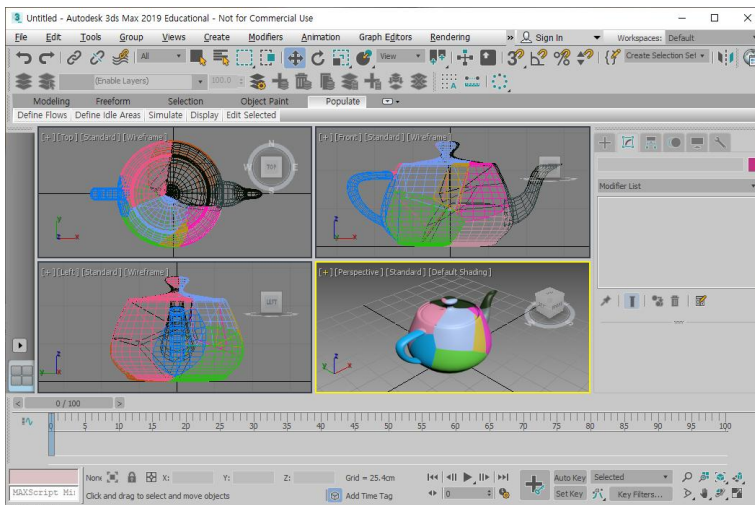 Untitled - Autodesk 3ds Max 2019 Educational - Not for Commercial Use
File Edit Tools Group Views Create Modifiers Animation Graph Editors Rendering » Sign In Workspaces: Default
All View Create Selection Set
(Enable Layers) 100.0
Modeling Freeform Selection Object Paint Populate
Define Flows Define Idle Areas Simulate Display Edit Selected
[+] [Top] [Standard] [Wireframe]
N
W TOP E
S
y
x
[+] [Front] [Standard] [Wireframe]
z
x
Modifier List
[+] [Left] [Standard] [Wireframe]
LEFT
z
y
[+] [Perspective] [Standard] [Default Shading]
z
x
< 0 / 100 >
0 5 10 15 20 25 30 35 40 45 50 55 60 65 70 75 80 85 90 95 100
None X: Y: Z: Grid = 25.4cm Auto Key Selected
MAXScript Mi Click and drag to select and move objects Add Time Tag 0 Set Key Key Filters...